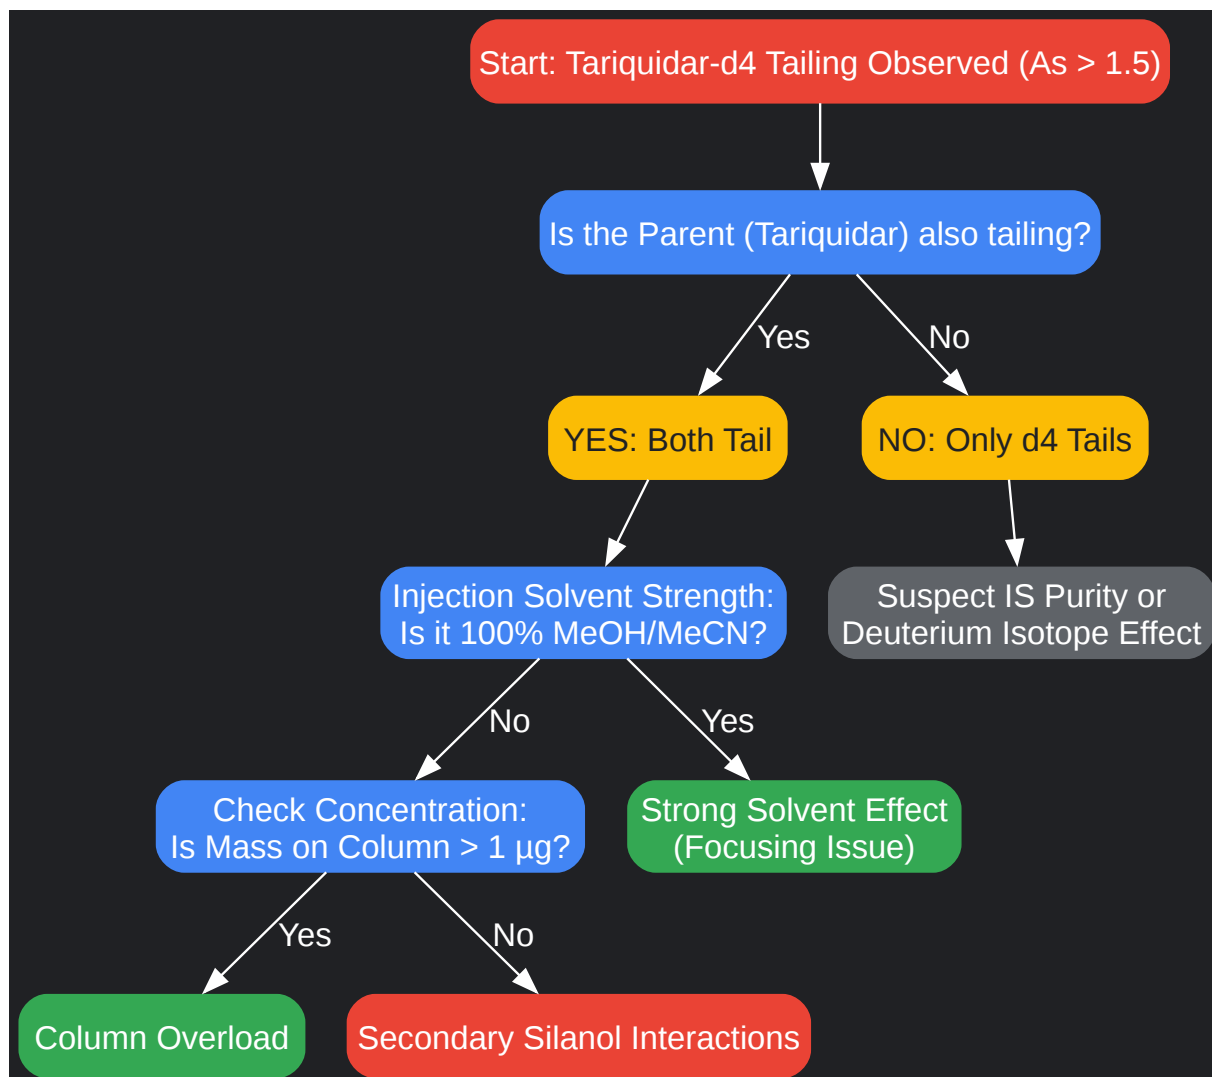 Start: Tariquidar-d4 Tailing Observed (As > 1.5)
Is the Parent (Tariquidar) also tailing?
Yes
No
YES: Both Tail
NO: Only d4 Tails
Injection Solvent Strength:
Is it 100% MeOH/MeCN?
Suspect IS Purity or
Deuterium Isotope Effect
No
Yes
Check Concentration:
Is Mass on Column > 1 µg?
Strong Solvent Effect
(Focusing Issue)
Yes
No
Column Overload
Secondary Silanol Interactions